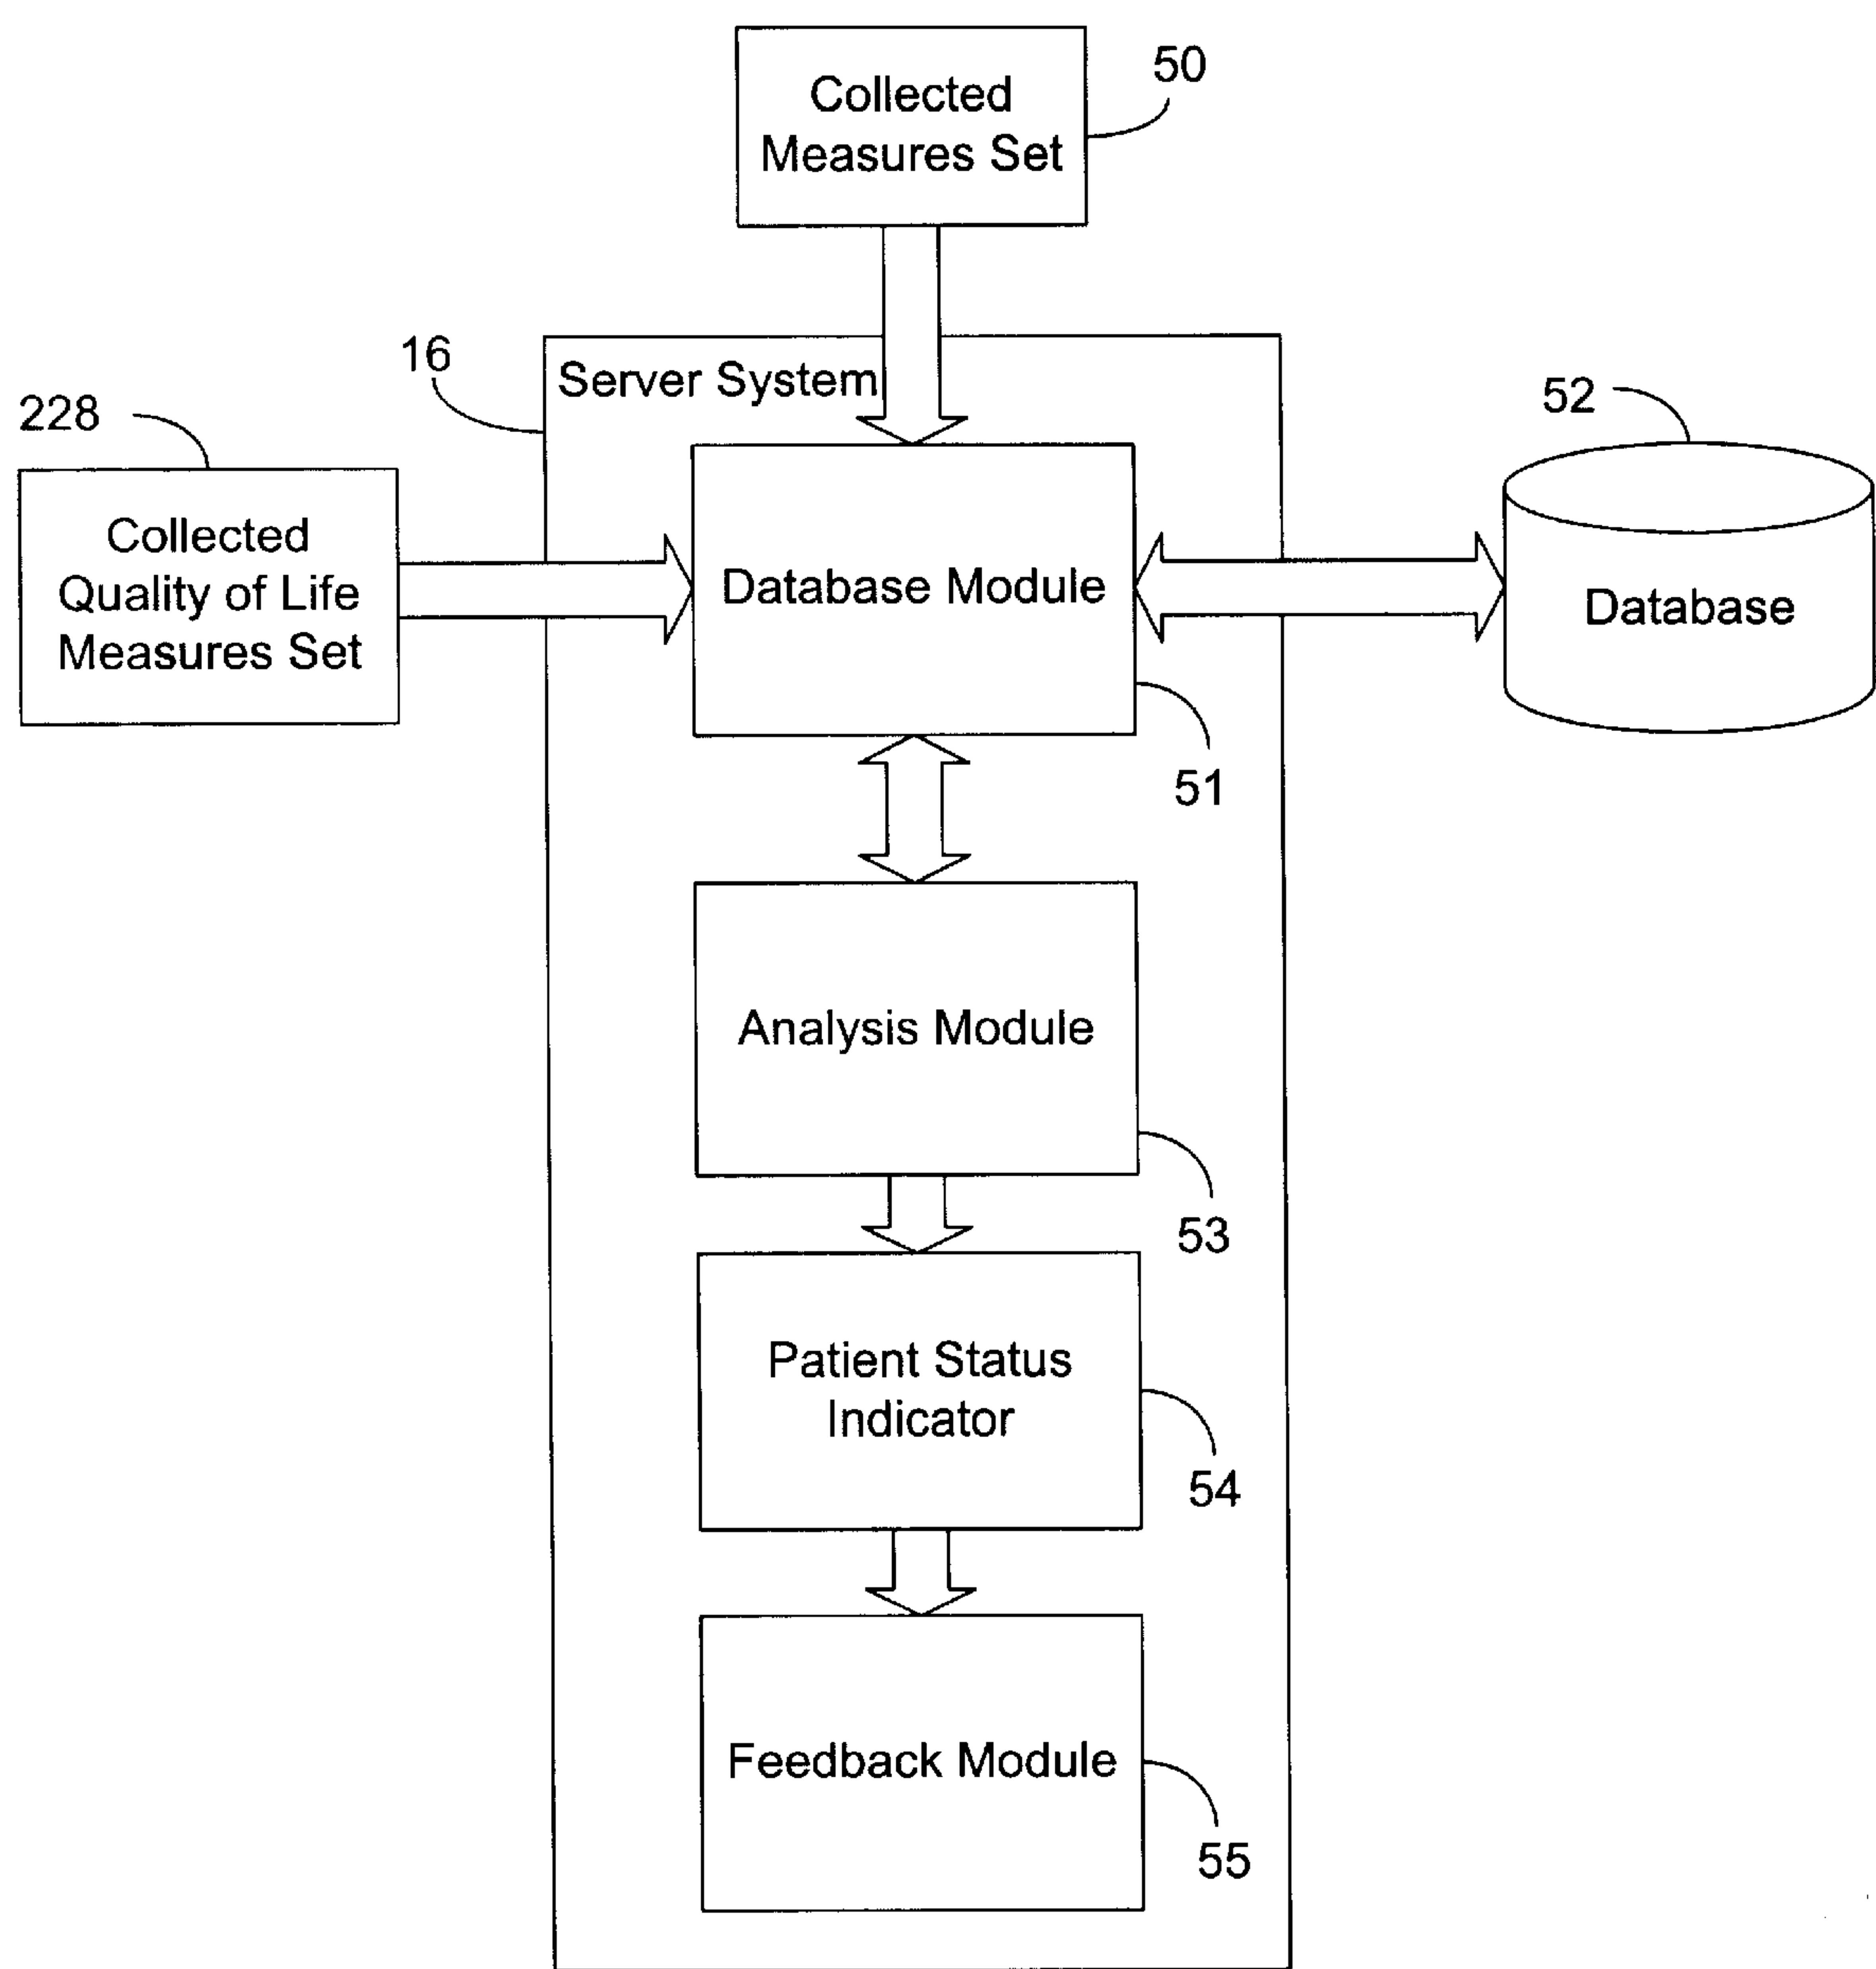 50
Collected
Measures Set
16
Server System
228
52
Collected
Quality of Life
Measures Set
Database Module
Database
51
Analysis Module
53
Patient Status
Indicator
54
Feedback Module
55